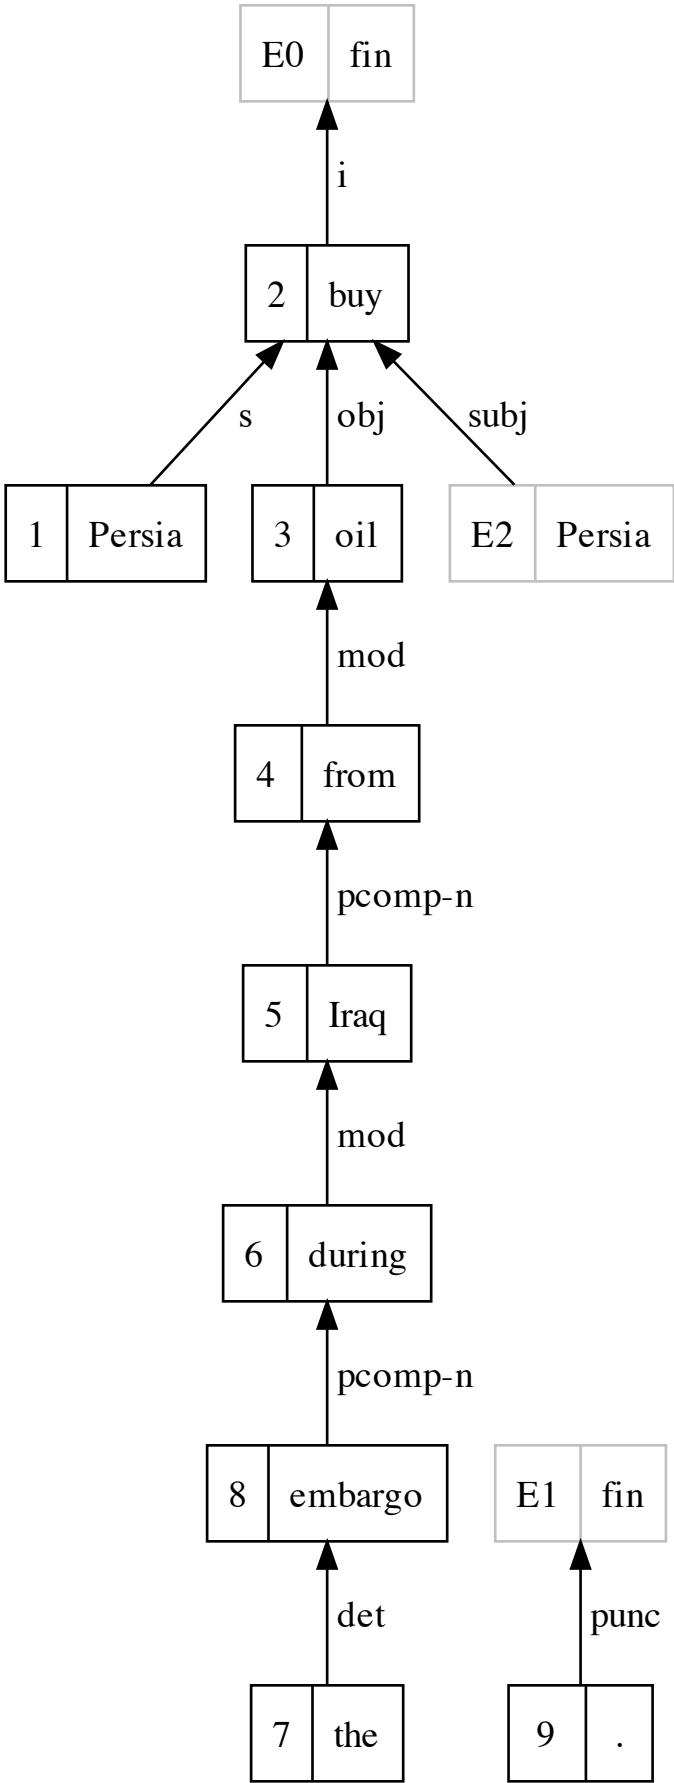 E0 fin
i
2 buy
s obj subj
1 Persia 3 oil E2 Persia
mod
4 from
pcomp-n
5 Iraq
mod
6 during
pcomp-n
8 embargo E1 fin
det punc
7 the 9 .